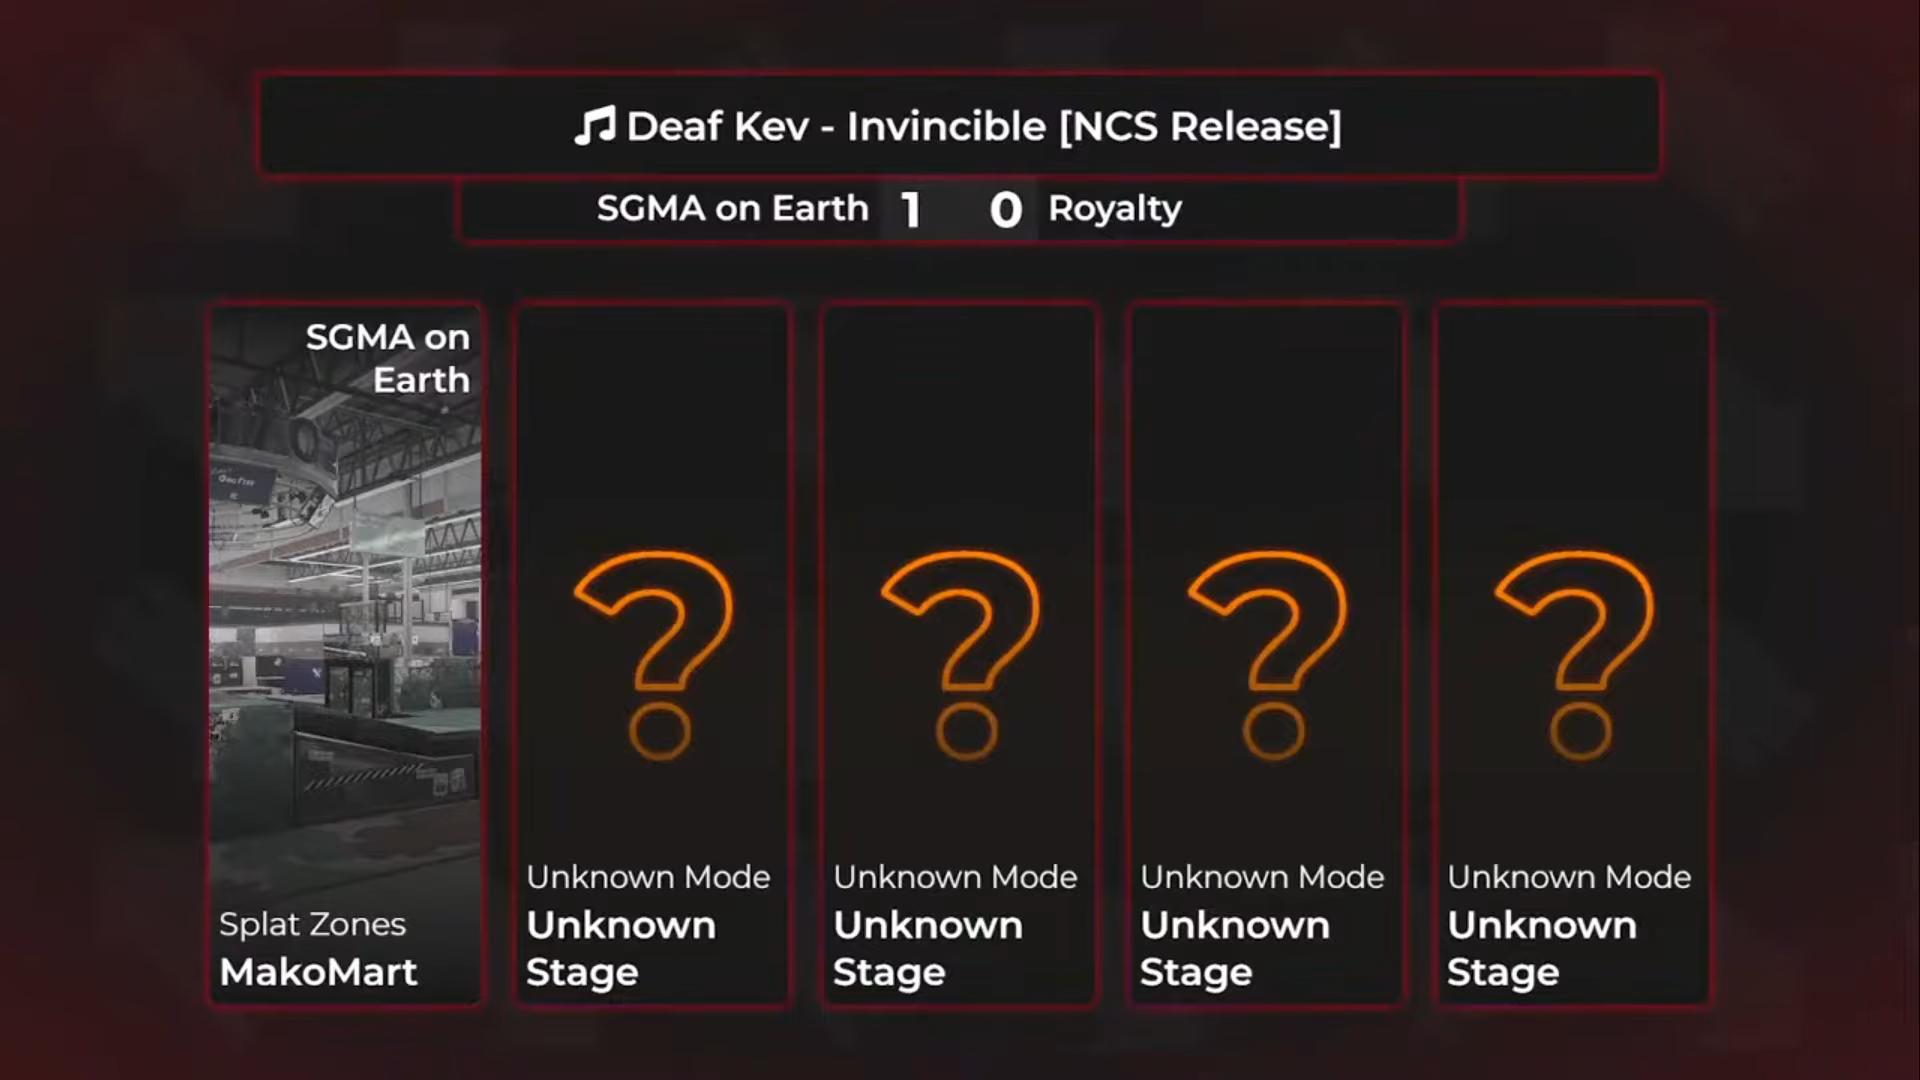 Deaf Kev - Invincible [NCS Release]
SGMA on Earth 1 0 Royalty
SGMA on
Earth
Splat Zones
MakoMart
Unknown Mode
Unknown
Stage
Unknown Mode
Unknown
Stage
Unknown Mode
Unknown
Stage
Unknown Mode
Unknown
Stage